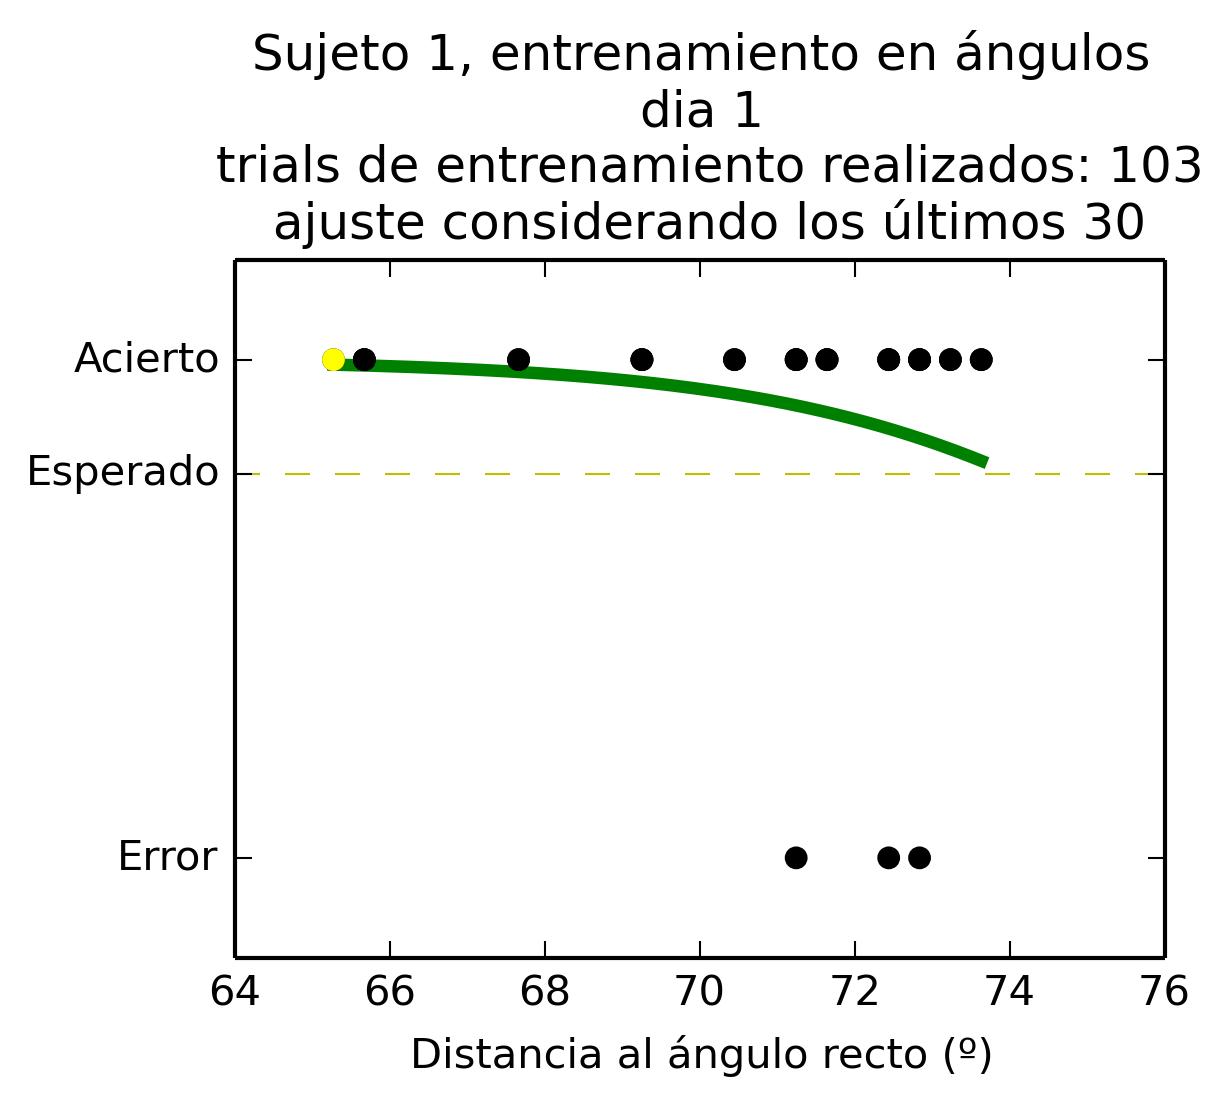 Sujeto 1, entrenamiento en ángulos
dia 1
trials de entrenamiento realizados: 103
ajuste considerando los últimos 30
Acierto
Esperado
Error
64 66 68 70 72 74 76
Distancia al ángulo recto (º)